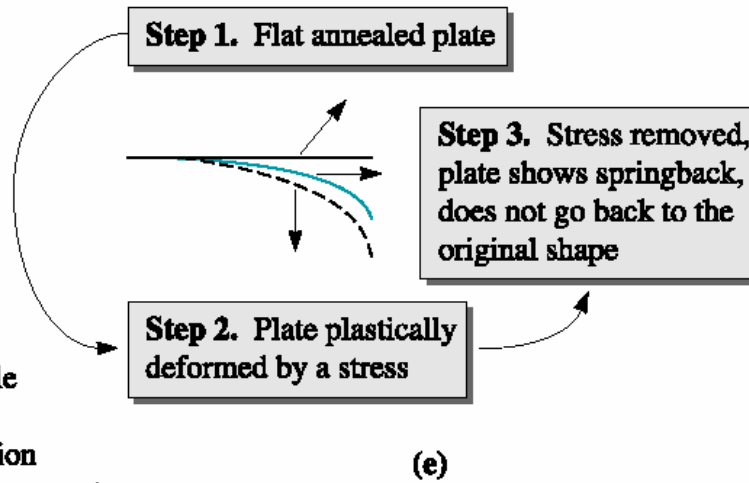 Step 1. Flat annealed plate
Step 3. Stress removed,
plate shows springback,
does not go back to the
original shape
Step 2. Plate plastically
deformed by a stress
(e)